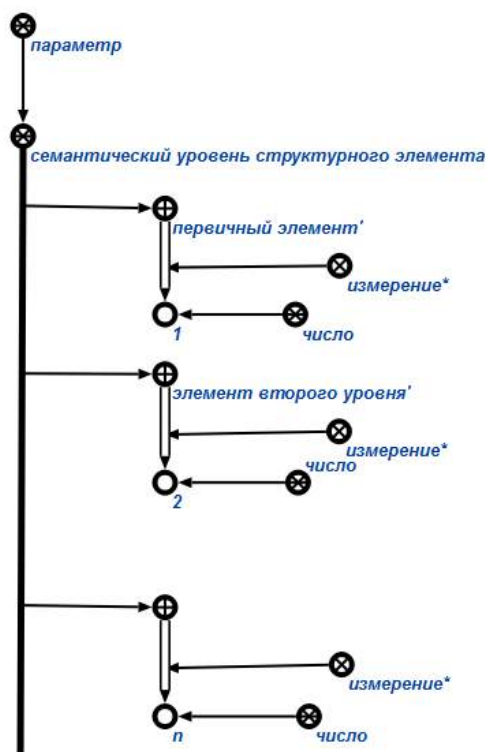 параметр
семантический уровень структурного элемента
первичный элемент'
измерение*
1
число
элемент второго уровня'
измерение*
число
2
измерение*
n
число